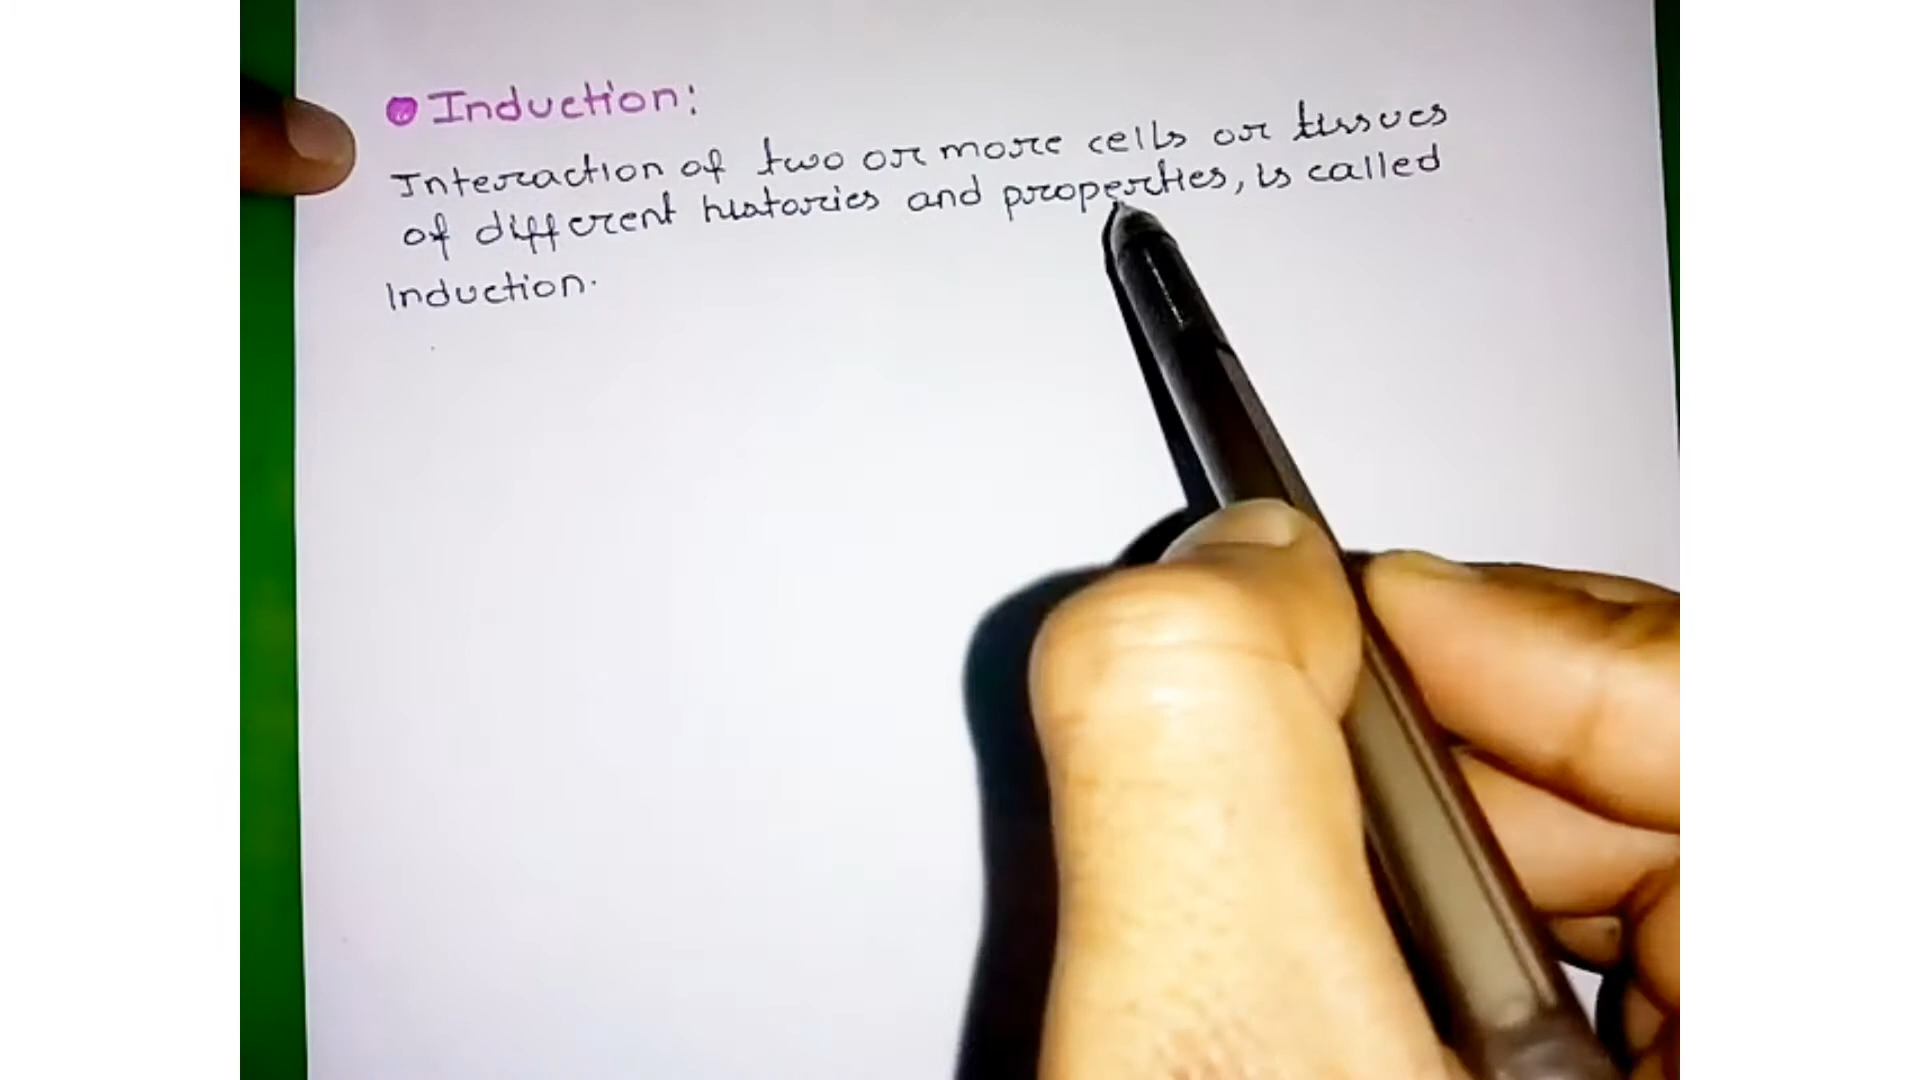 Induction:
Interaction of two or more cells or tissues
of different histories and properties, is called
Induction.